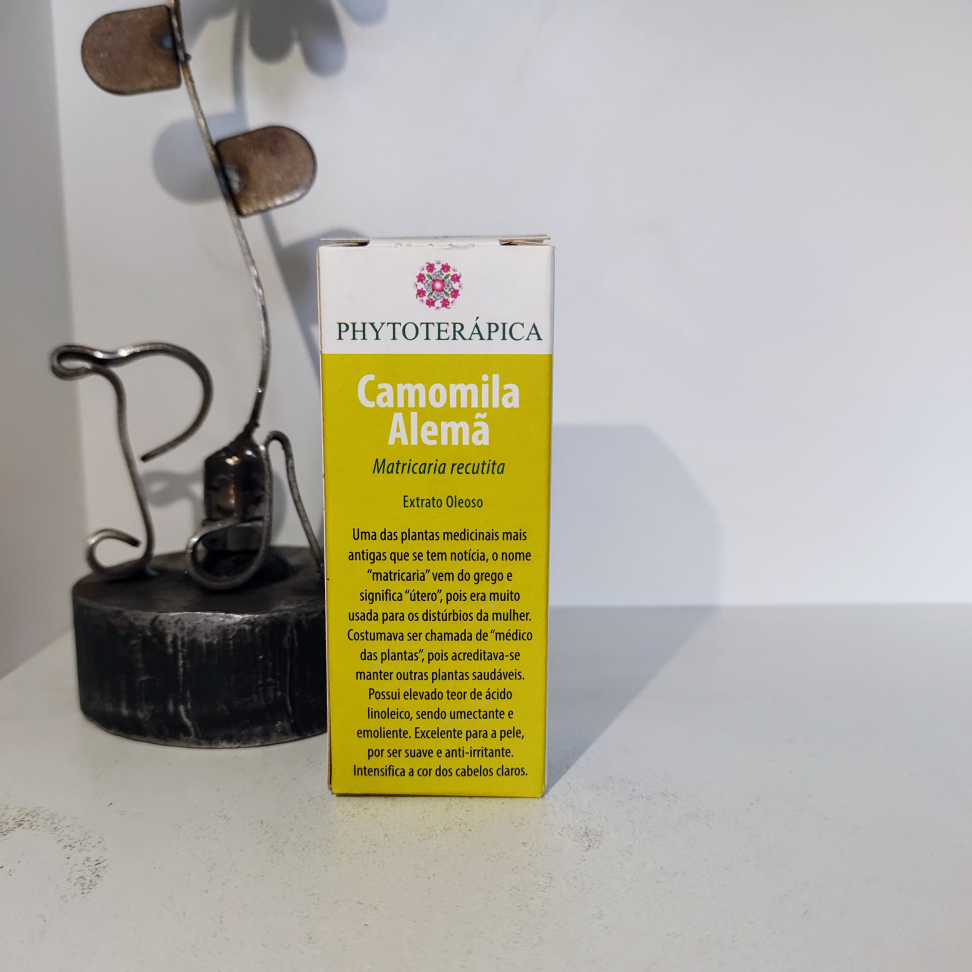 PHYTOTERÁPICA
Camomila
Alemã
Matricaria recutita
Extrato Oleoso
Uma das plantas medicinais mais
antigas que se tem notícia, o nome
“matricaria” vem do grego e
significa “útero”, pois era muito
usada para os distúrbios da mulher.
Costumava ser chamada de “médico
das plantas”, pois acreditava-se
manter outras plantas saudáveis.
Possui elevado teor de ácido
linoleico, sendo umectante e
emoliente. Excelente para a pele,
por ser suave e anti-irritante.
Intensifica a cor dos cabelos claros.